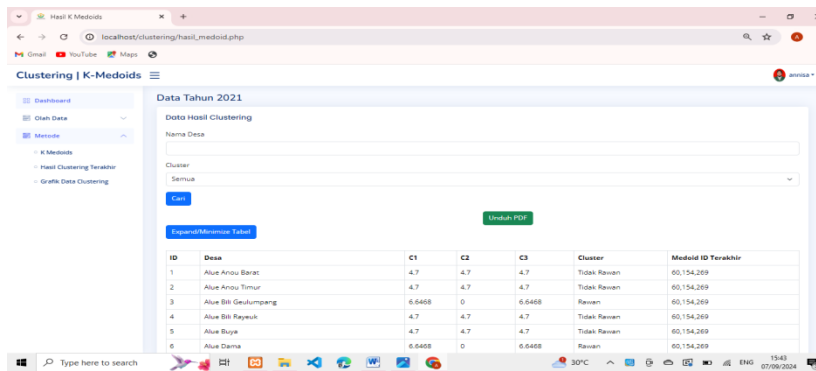 Hasil K Medoids
localhost/clustering/hasil_medoid.php
A
Gmail YouTube Maps
Clustering | K-Medoids
annisa
Dashboard
Olah Data
Metode
K Medoids
Hasil Clustering Terakhir
Grafik Data Clustering
Data Tahun 2021
Data Hasil Clustering
Nama Desa
Cluster
Semua
Cari
Unduh PDF
Expand/Minimize Tabel
ID Desa C1 C2 C3 Cluster Medoid ID Terakhir
1 Alue Anou Barat 4.7 4.7 4.7 Tidak Rawan 60,154,269
2 Alue Anou Timur 4.7 4.7 4.7 Tidak Rawan 60,154,269
3 Alue Bili Geulumpang 6.6468 0 6.6468 Rawan 60,154,269
4 Alue Bili Rayeuk 4.7 4.7 4.7 Tidak Rawan 60,154,269
5 Alue Buya 4.7 4.7 4.7 Tidak Rawan 60,154,269
6 Alue Dama 6.6468 0 6.6468 Rawan 60,154,269
Type here to search
30°C
ENG
15:43
07/09/2024